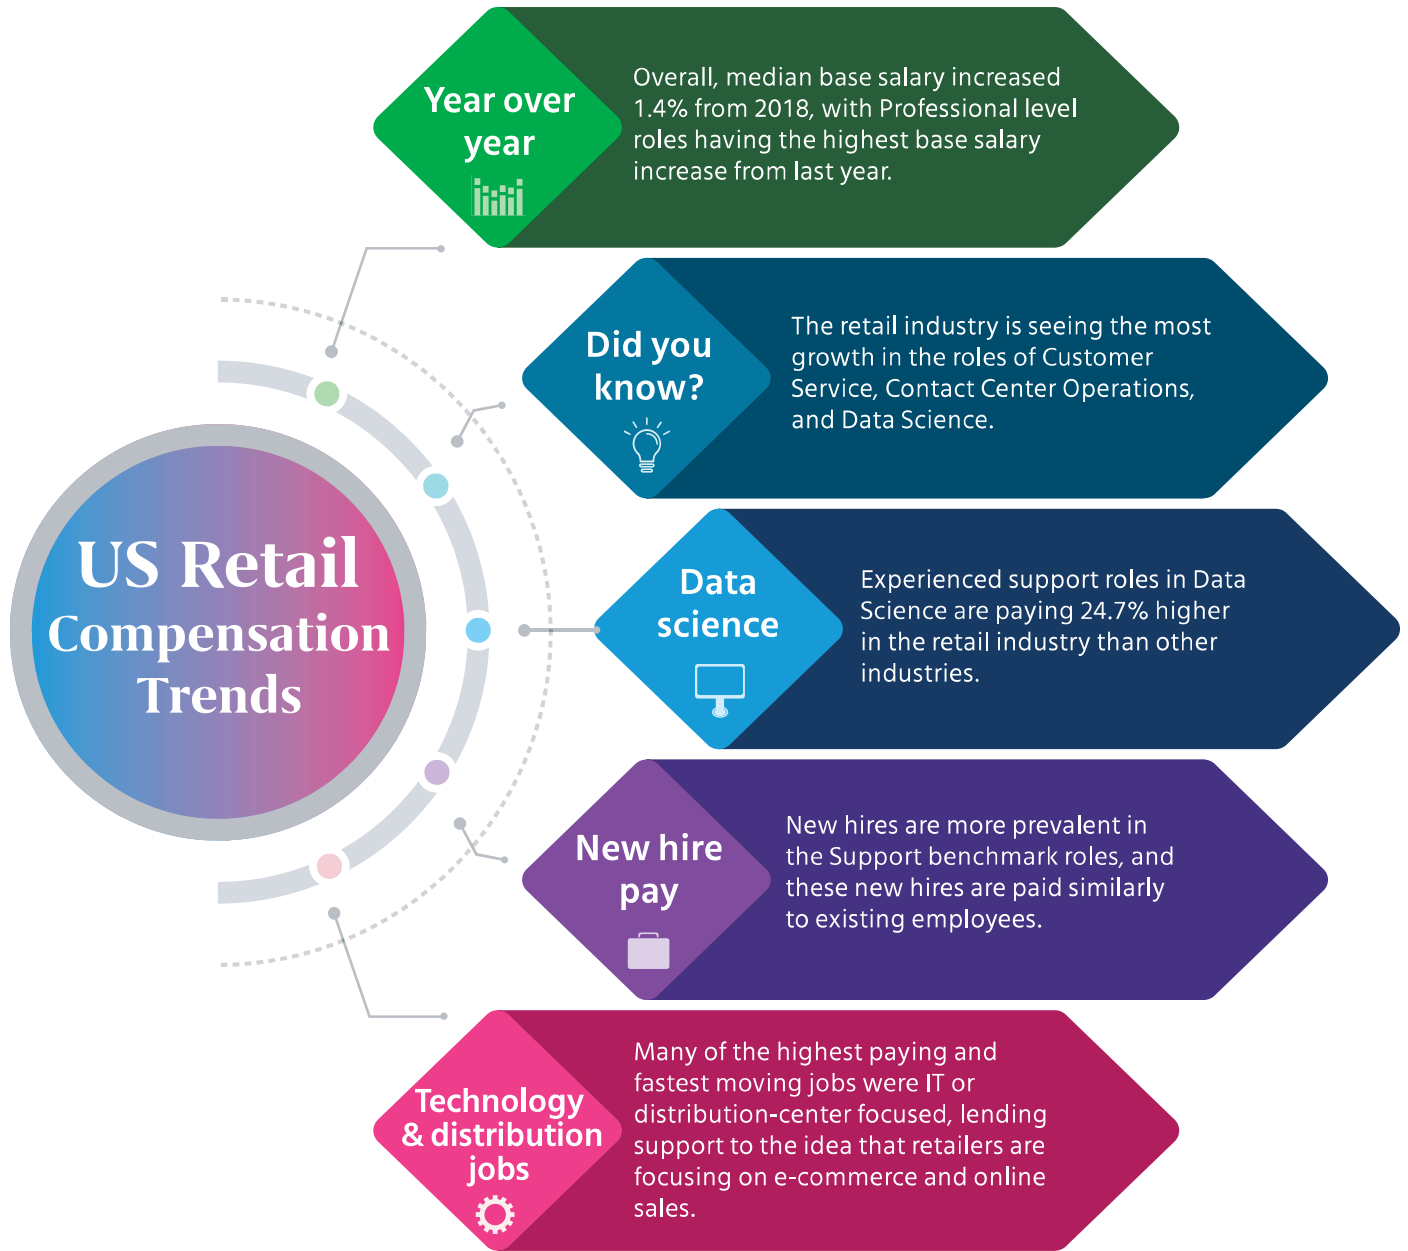 Year over
year
Overall, median base salary increased
1.4% from 2018, with Professional level
roles having the highest base salary
increase from last year.
Did you
know?
The retail industry is seeing the most
growth in the roles of Customer
Service, Contact Center Operations,
and Data Science.
US Retail
Compensation
Trends
Data
science
Experienced support roles in Data
Science are paying 24.7% higher
in the retail industry than other
industries.
New hire
pay
New hires are more prevalent in
the Support benchmark roles, and
these new hires are paid similarly
to existing employees.
Technology
& distribution
jobs
Many of the highest paying and
fastest moving jobs were IT or
distribution-center focused, lending
support to the idea that retailers are
focusing on e-commerce and online
sales.